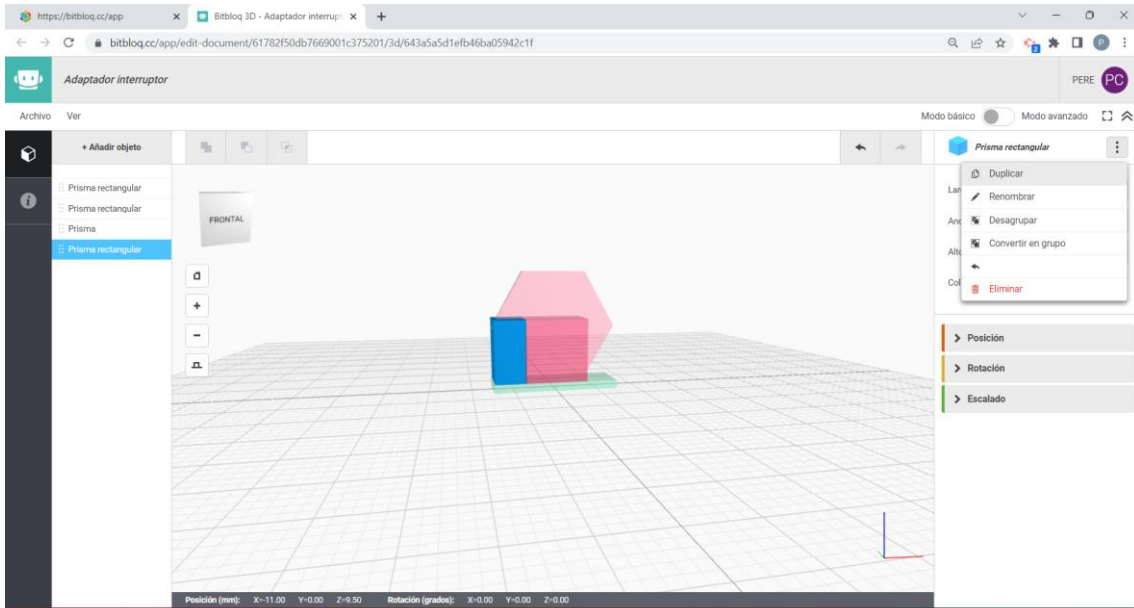 https://bitbloq.cc/app
Bitbloq 3D - Adaptador interrup
bitbloq.cc/app/edit-document/61782f50db7669001c375201/3d/643a5a5d1efb46ba05942c1f
2
P
Adaptador interruptor
PERE PC
Archivo Ver
Modo básico Modo avanzado
+ Añadir objeto
Prisma rectangular
Prisma rectangular
Prisma rectangular
Prisma
Prisma rectangular
FRONTAL
Duplicar
Renombrar
Desagrupar
Convertir en grupo
Eliminar
Posición
Rotación
Escalado
Posición (mm): X=-11.00 Y=0.00 Z=9.50 Rotación (grados): X=0.00 Y=0.00 Z=0.00